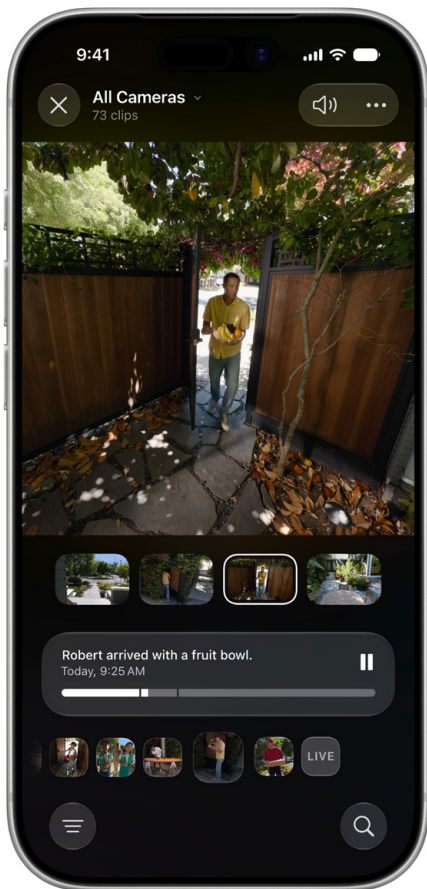 9:41
All Cameras
73 clips
Robert arrived with a fruit bowl.
Today, 9:25 AM
LIVE